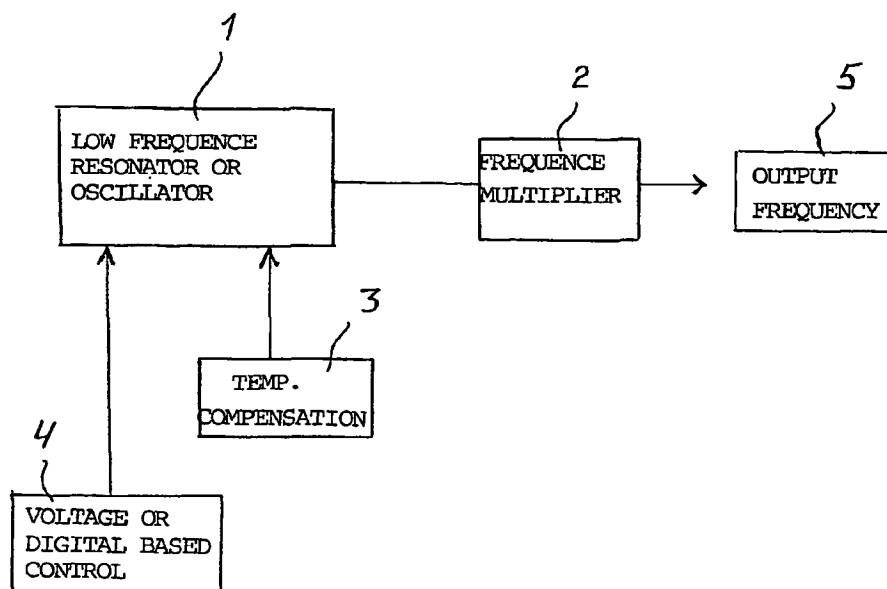 1
LOW FREQUENCE
RESONATOR OR
OSCILLATOR
2
FREQUENCE
MULTIPLIER
5
OUTPUT
FREQUENCY
3
TEMP.
COMPENSATION
4
VOLTAGE OR
DIGITAL BASED
CONTROL